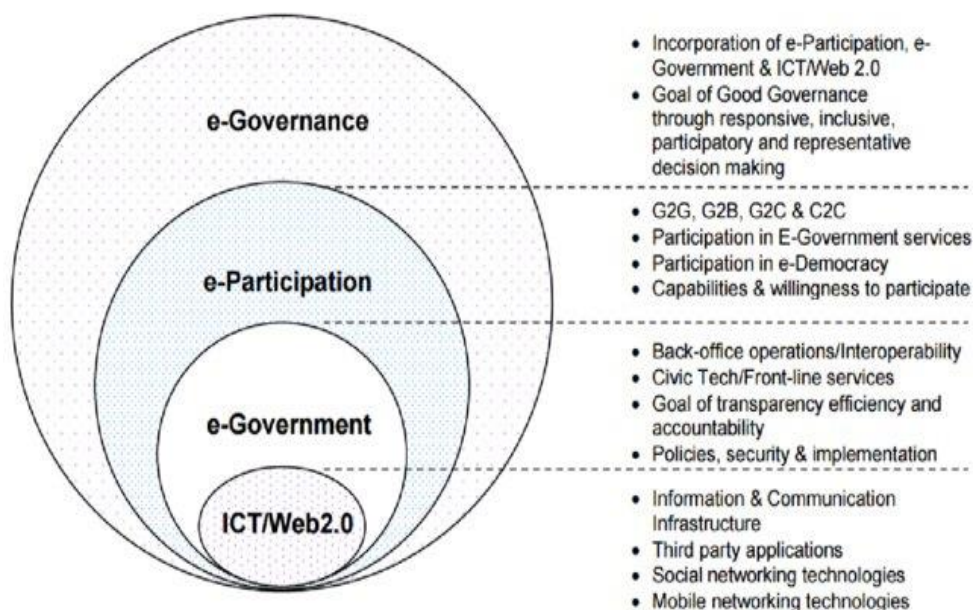 e-Governance
e-Participation
e-Government
ICT/Web2.0
• Incorporation of e-Participation, e-
Government & ICT/Web 2.0
• Goal of Good Governance
through responsive, inclusive,
participatory and representative
decision making
• G2G, G2B, G2C & C2C
• Participation in E-Government services
• Participation in e-Democracy
• Capabilities & willingness to participate
• Back-office operations/Interoperability
• Civic Tech/Front-line services
• Goal of transparency efficiency and
accountability
• Policies, security & implementation
• Information & Communication
Infrastructure
• Third party applications
• Social networking technologies
• Mobile networking technologies